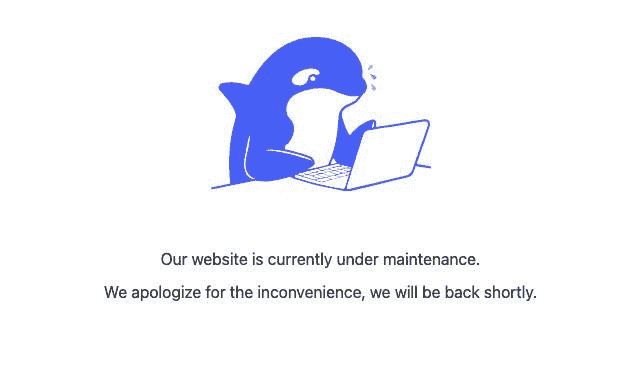 Our website is currently under maintenance.
We apologize for the inconvenience, we will be back shortly.